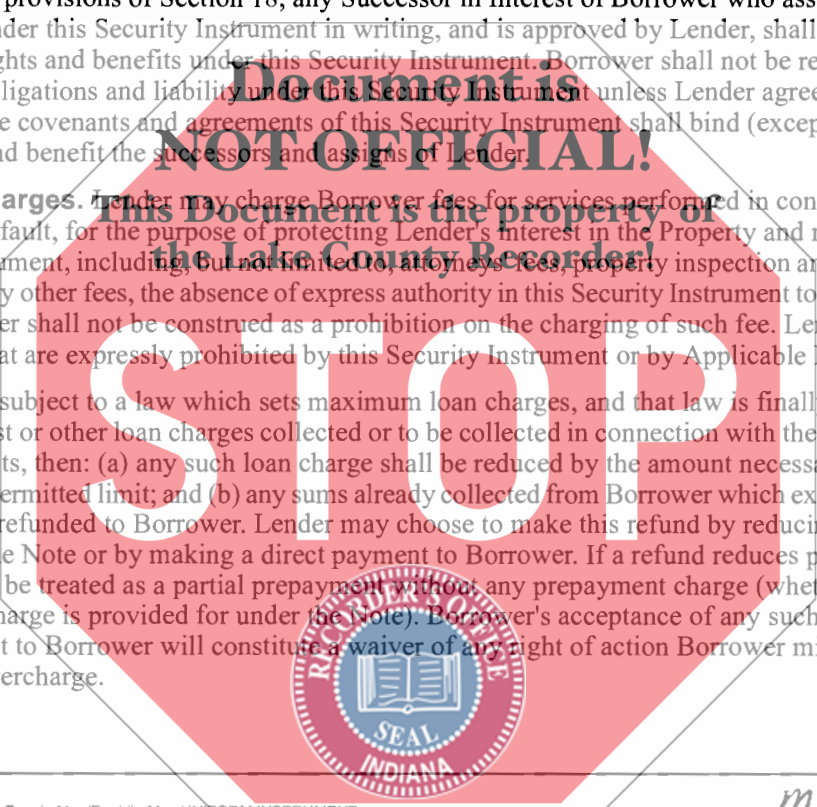 provisions of Section 18, any Successor in Interest of Borrower who ass
nder this Security Instrument in writing, and is approved by Lender, shall
ghts and benefits under this Security Instrument. Borrower shall not be re
ligations and liability under this Security Instrument unless Lender agree
e covenants and agreements of this Security Instrument shall bind (excep
nd benefit the successors and assigns of Lender.
Document is
NOT OFFICIAL!
This Document is the property of
the Lake County Recorder!
arges. Lender may charge Borrower fees for services performed in con
fault, for the purpose of protecting Lender's interest in the Property and r
ument, including, but not limited to, attorneys' fees, property inspection an
y other fees, the absence of express authority in this Security Instrument to
er shall not be construed as a prohibition on the charging of such fee. Len
at are expressly prohibited by this Security Instrument or by Applicable
STOP
subject to a law which sets maximum loan charges, and that law is finall
st or other loan charges collected or to be collected in connection with the
ts, then: (a) any such loan charge shall be reduced by the amount necessa
ermitted limit; and (b) any sums already collected from Borrower which ex
refunded to Borrower. Lender may choose to make this refund by reducin
e Note or by making a direct payment to Borrower. If a refund reduces p
be treated as a partial prepayment without any prepayment charge (whet
harge is provided for under the Note). Borrower's acceptance of any such
t to Borrower will constitute a waiver of any right of action Borrower mi
ercharge.
RECORDER'S OFFICE
SEAL
INDIANA
m